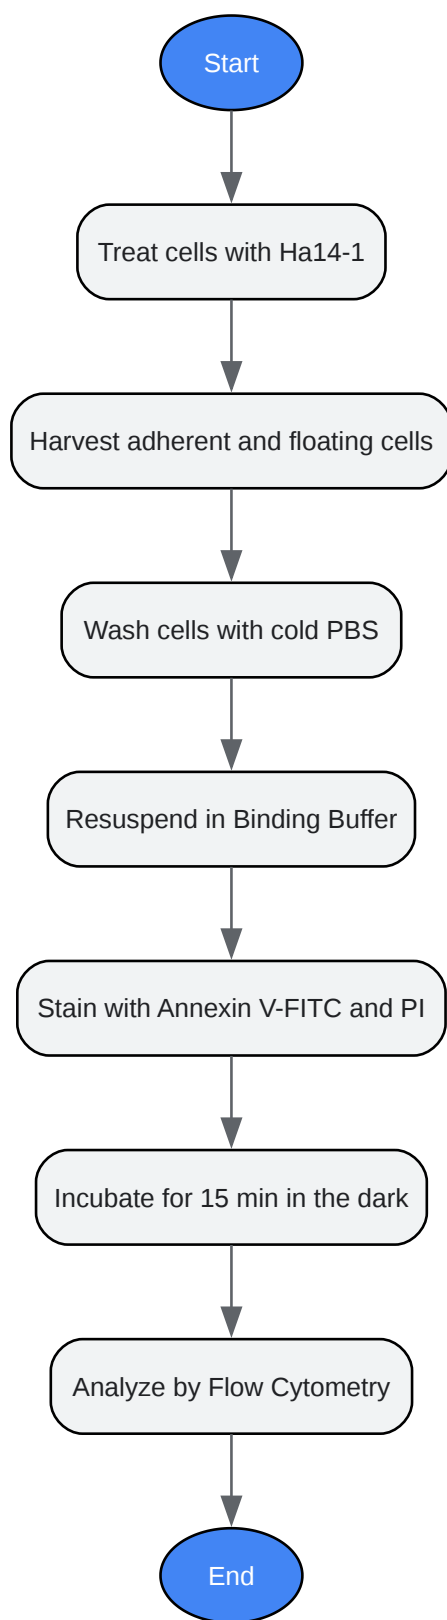 Start
Treat cells with Ha14-1
Harvest adherent and floating cells
Wash cells with cold PBS
Resuspend in Binding Buffer
Stain with Annexin V-FITC and PI
Incubate for 15 min in the dark
Analyze by Flow Cytometry
End